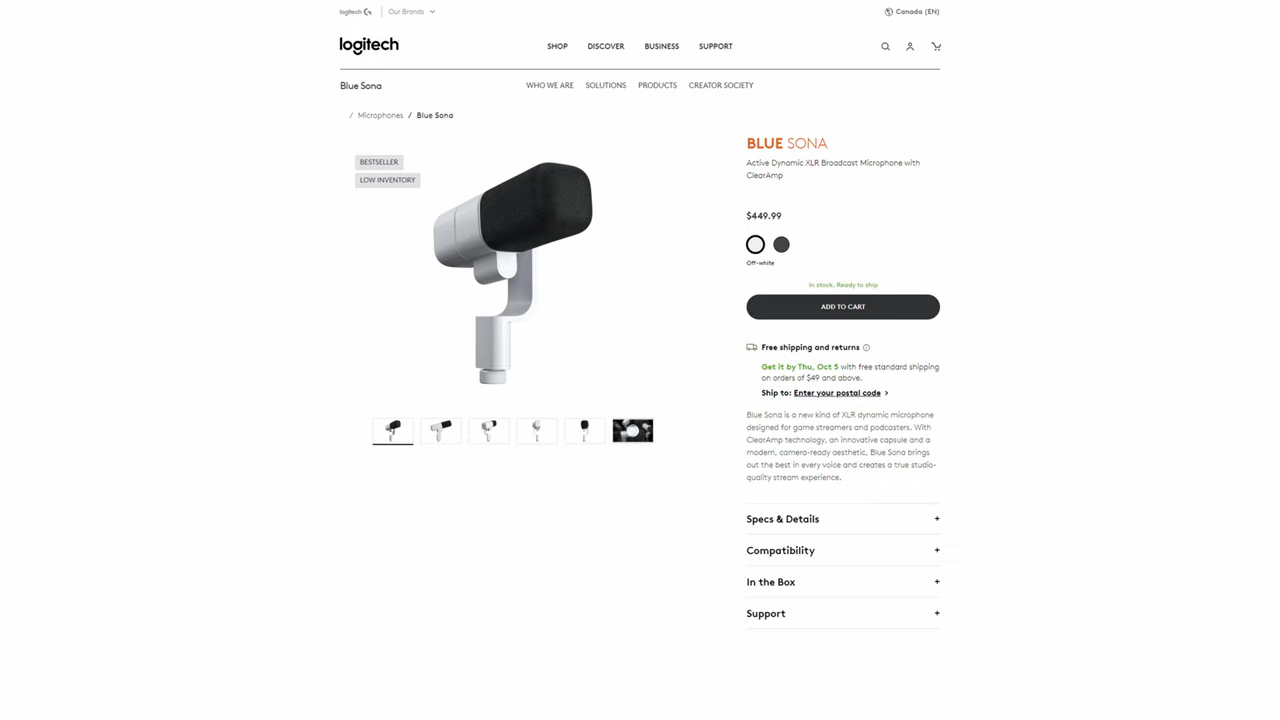 logitech G
Our Brands
Canada (EN)
logitech
SHOP
DISCOVER
BUSINESS
SUPPORT
Blue Sona
WHO WE ARE
SOLUTIONS
PRODUCTS
CREATOR SOCIETY
/ Microphones / Blue Sona
BESTSELLER
LOW INVENTORY
BLUE SONA
Active Dynamic XLR Broadcast Microphone with
ClearAmp
$449.99
Off-white
In stock. Ready to ship
ADD TO CART
Free shipping and returns
Get it by Thu, Oct 5 with free standard shipping
on orders of $49 and above.
Ship to: Enter your postal code >
Blue Sona is a new kind of XLR dynamic microphone
designed for game streamers and podcasters. With
ClearAmp technology, an innovative capsule and a
modern, camera-ready aesthetic, Blue Sona brings
out the best in every voice and creates a true studio-
quality stream experience.
Specs & Details +
Compatibility +
In the Box +
Support +